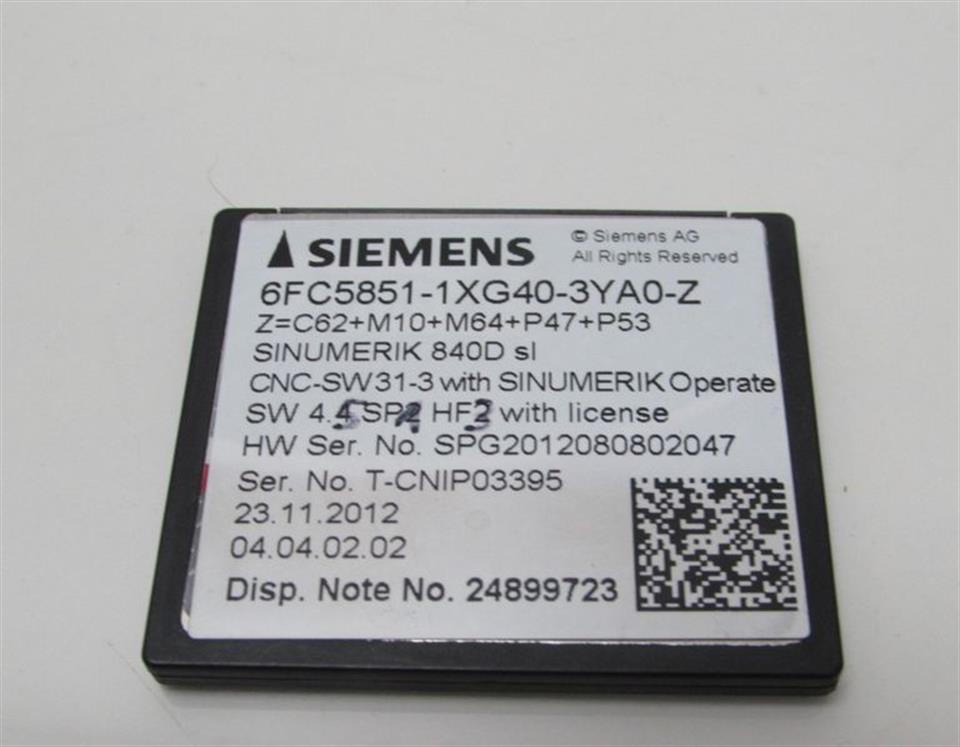 SIEMENS
© Siemens AG
All Rights Reserved
6FC5851-1XG40-3YA0-Z
Z=C62+M10+M64+P47+P53
SINUMERIK 840D sl
CNC-SW31-3 with SINUMERIK Operate
SW 4.5 SP1 HF3 with license
HW Ser. No. SPG2012080802047
Ser. No. T-CNIP03395
23.11.2012
04.04.02.02
Disp. Note No. 24899723